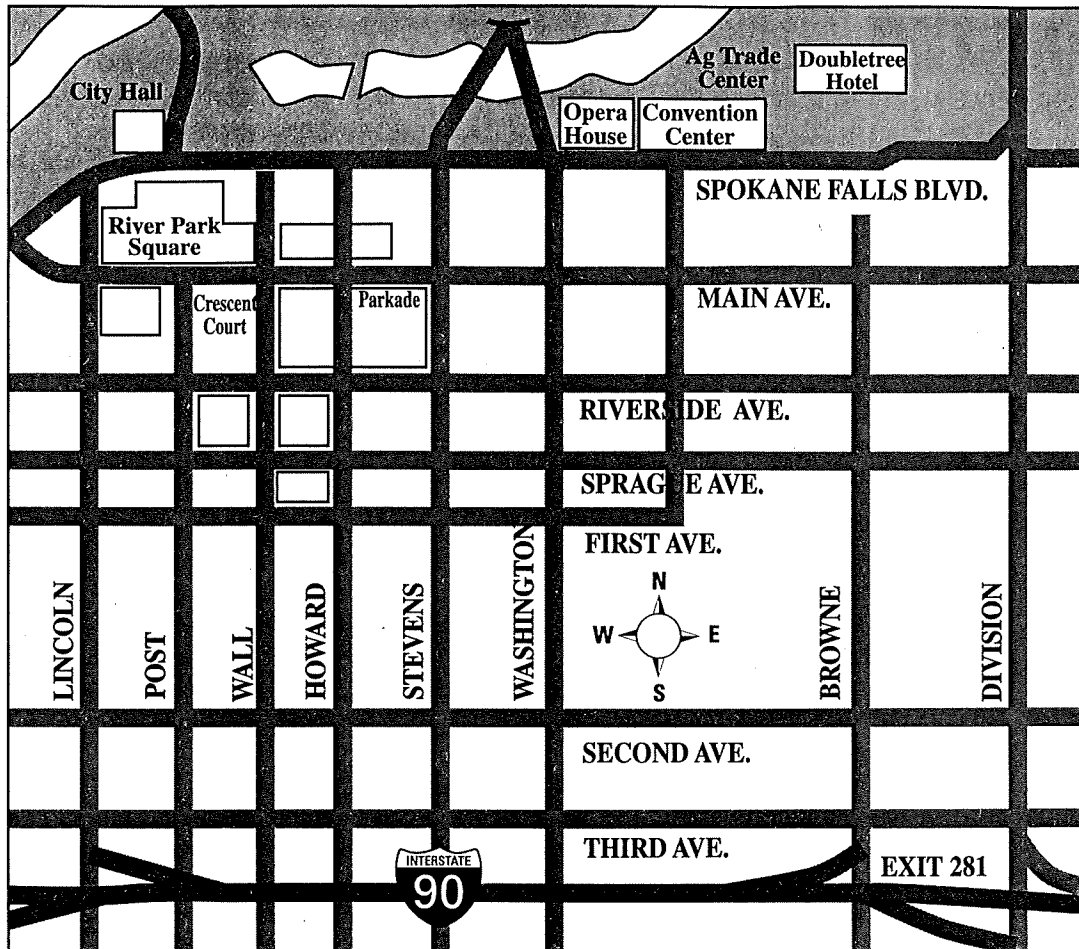 City Hall
Ag Trade
Center
Doubletree
Hotel
Opera
House
Convention
Center
SPOKANE FALLS BLVD.
River Park
Square
MAIN AVE.
Crescent
Court
Parkade
RIVERSIDE AVE.
SPRAGUE AVE.
FIRST AVE.
N
W
E
S
LINCOLN
POST
WALL
HOWARD
STEVENS
WASHINGTON
BROWNE
DIVISION
SECOND AVE.
THIRD AVE.
INTERSTATE
90
EXIT 281